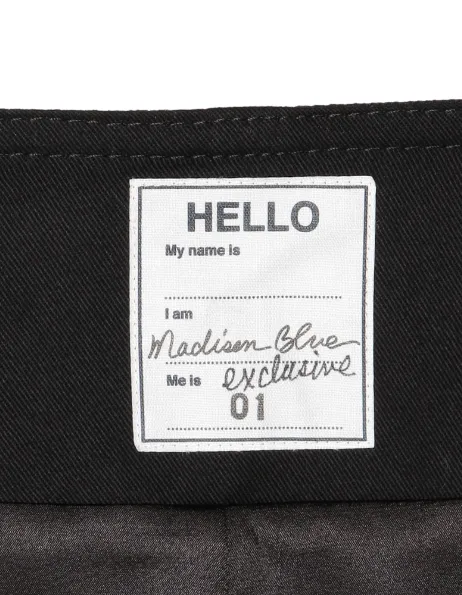 HELLO
My name is
I am
Madison Blue
Me is exclusive
01